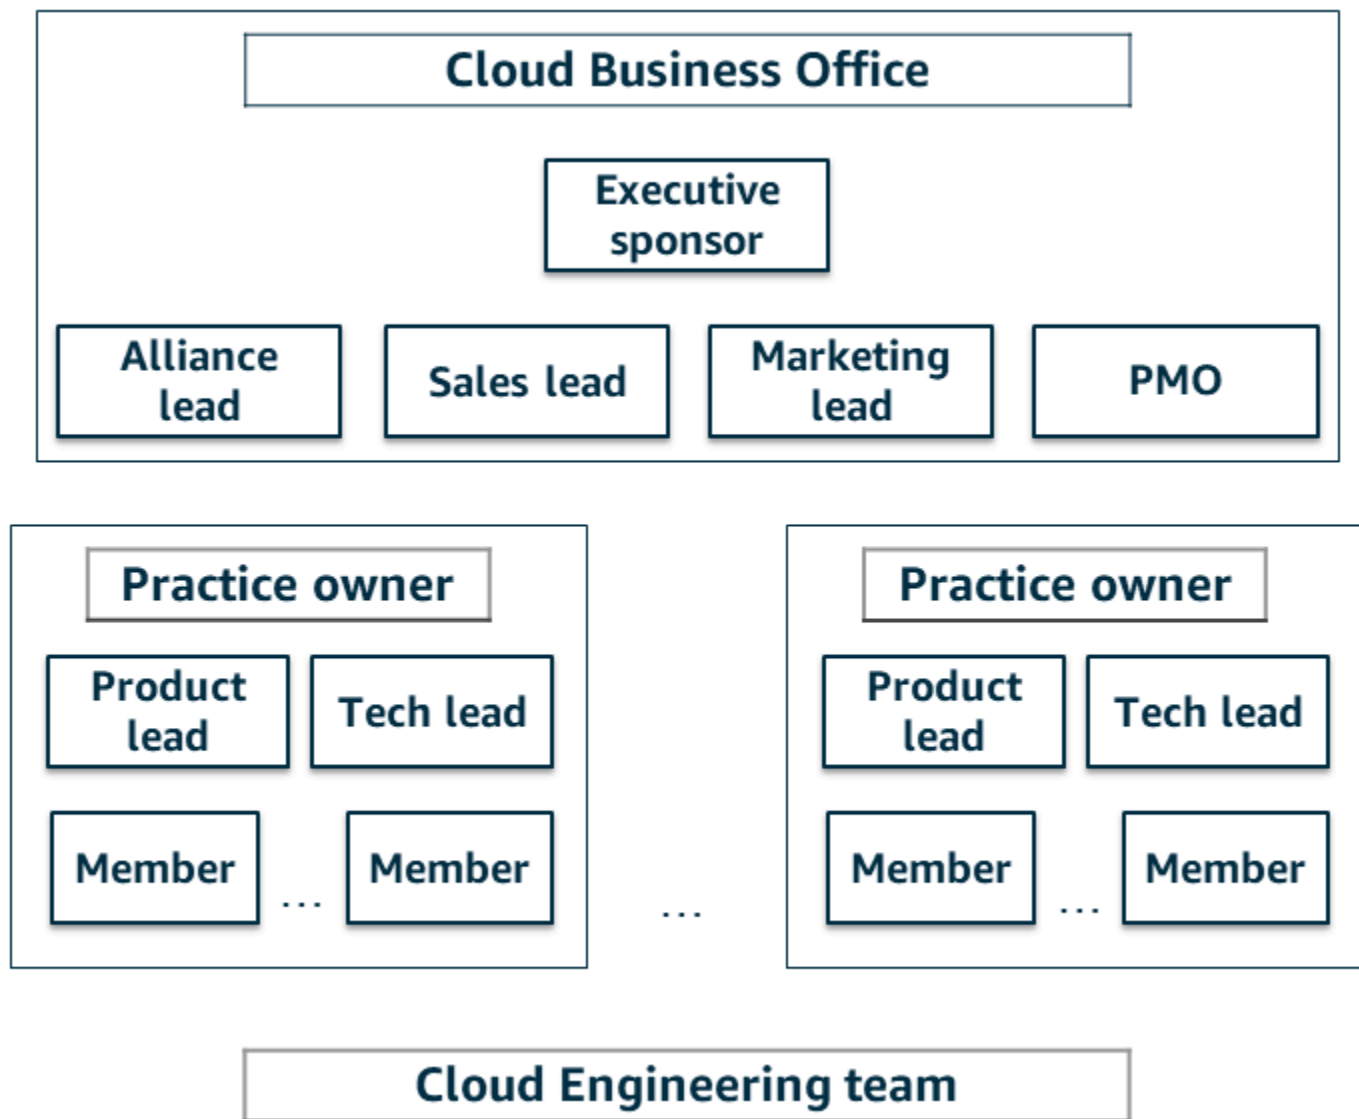 Cloud Business Office
Executive
sponsor
Alliance
lead
Sales lead
Marketing
lead
PMO
Practice owner
Product
lead
Tech lead
Member
...
Member
...
Practice owner
Product
lead
Tech lead
Member
...
Member
Cloud Engineering team